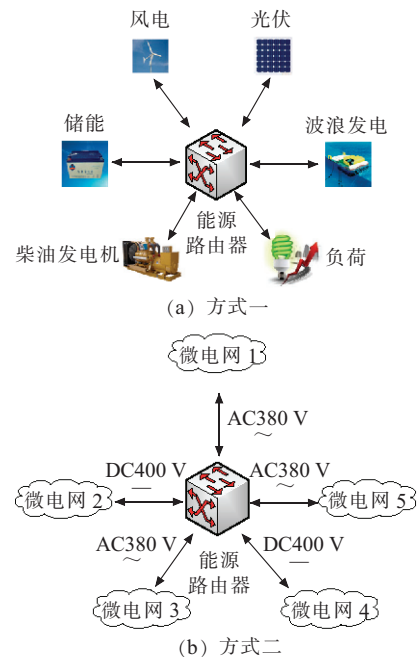 风电
光伏
储能
波浪发电
能源
路由器
柴油发电机
负荷
(a) 方式一
微电网1
AC380 V
~
DC400 V
—
AC380 V
~
微电网2
微电网5
AC380 V
~
能源
路由器
DC400 V
—
微电网3
微电网4
(b) 方式二